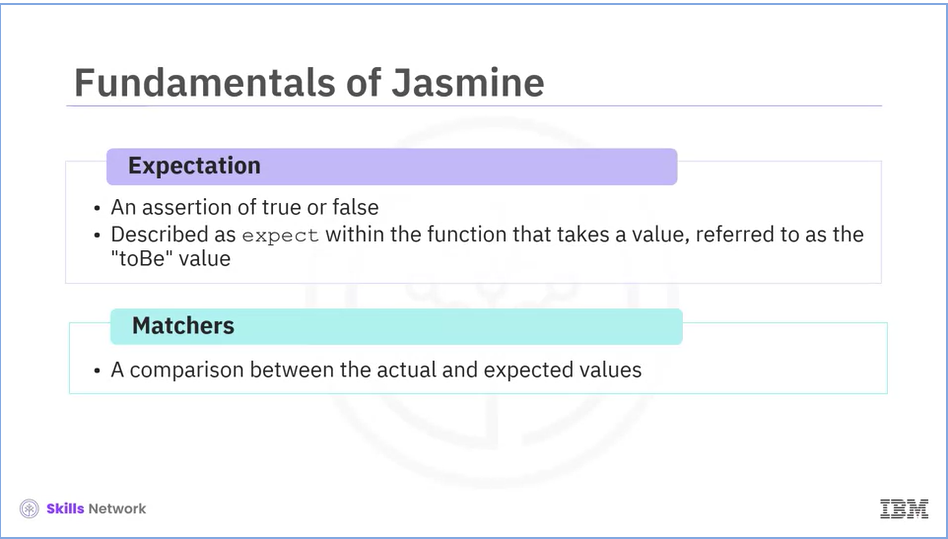 Fundamentals of Jasmine
Expectation
• An assertion of true or false
• Described as expect within the function that takes a value, referred to as the
"toBe" value
Matchers
• A comparison between the actual and expected values
Skills Network
IBM